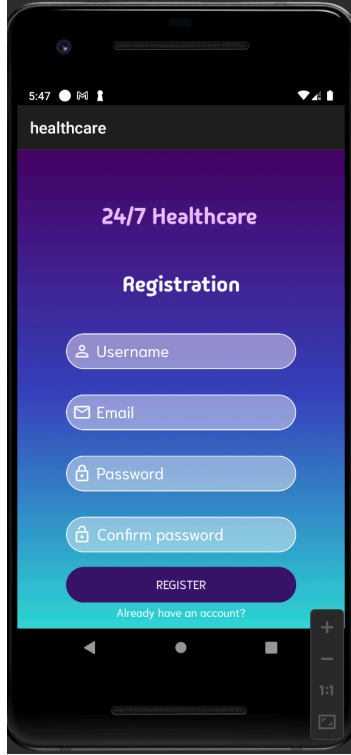 5:47
healthcare
24/7 Healthcare
Registration
Username
Email
Password
Confirm password
REGISTER
Already have an account?
1:1